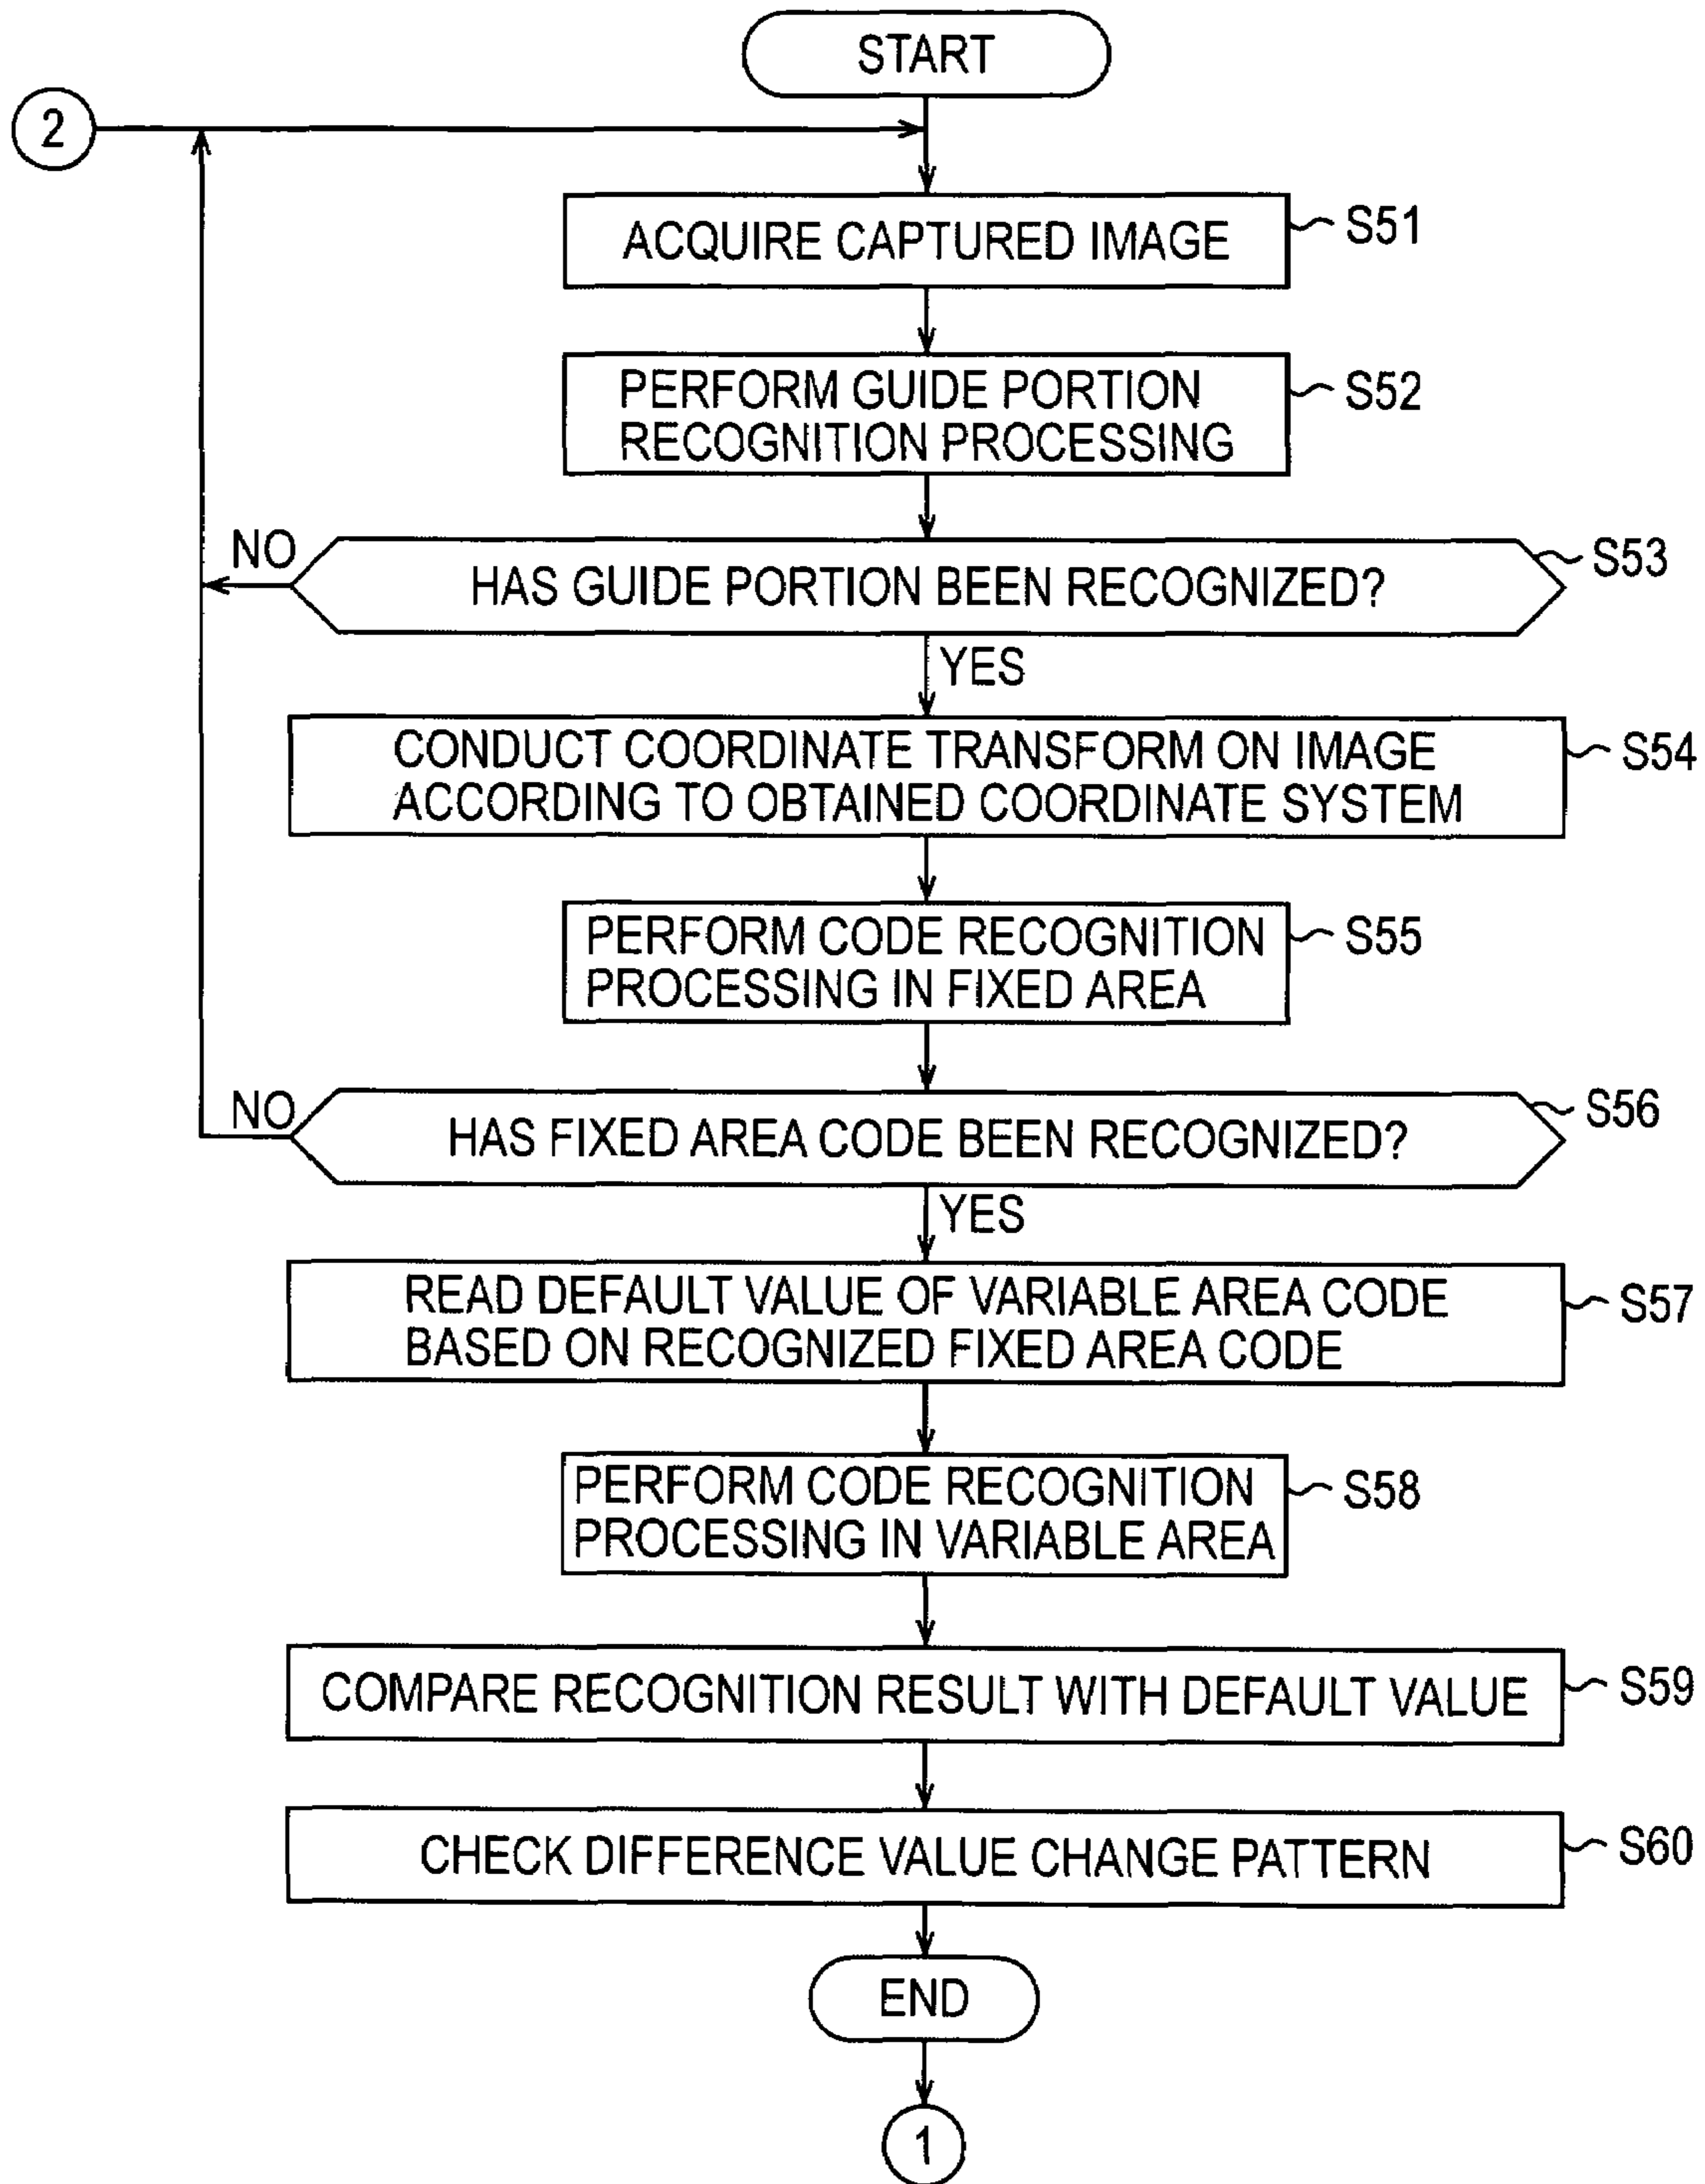 START
2
ACQUIRE CAPTURED IMAGE
S51
PERFORM GUIDE PORTION
RECOGNITION PROCESSING
S52
HAS GUIDE PORTION BEEN RECOGNIZED?
S53
NO
YES
CONDUCT COORDINATE TRANSFORM ON IMAGE
ACCORDING TO OBTAINED COORDINATE SYSTEM
S54
PERFORM CODE RECOGNITION
PROCESSING IN FIXED AREA
S55
HAS FIXED AREA CODE BEEN RECOGNIZED?
S56
NO
YES
READ DEFAULT VALUE OF VARIABLE AREA CODE
BASED ON RECOGNIZED FIXED AREA CODE
S57
PERFORM CODE RECOGNITION
PROCESSING IN VARIABLE AREA
S58
COMPARE RECOGNITION RESULT WITH DEFAULT VALUE
S59
CHECK DIFFERENCE VALUE CHANGE PATTERN
S60
END
1